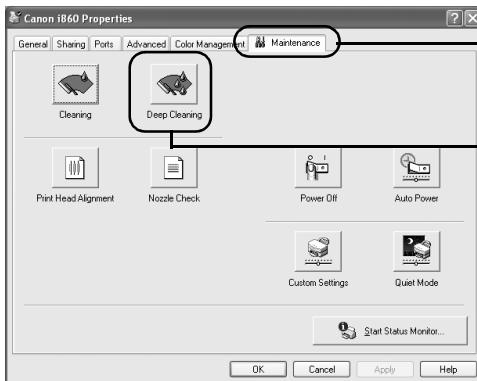 Canon i860 Properties
General Sharing Ports Advanced Color Management Maintenance
Cleaning Deep Cleaning
Print Head Alignment Nozzle Check Power Off Auto Power
Custom Settings Quiet Mode
Start Status Monitor...
OK Cancel Apply Help